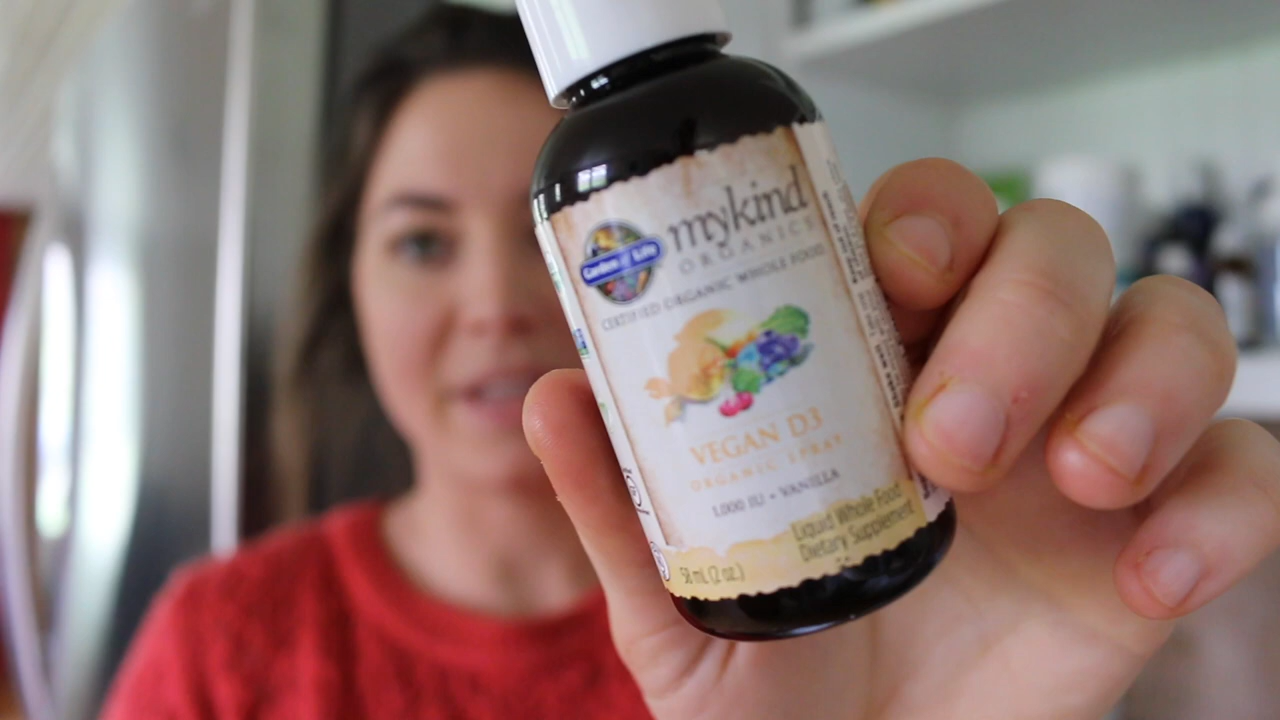 mykind
ORGANICS
Garden of Life
CERTIFIED ORGANIC WHOLE FOOD
VEGAN D3
ORGANIC SPRAY
1,000 IU • VANILLA
Liquid Whole Food
Dietary Supplement
58 mL (2 oz.)